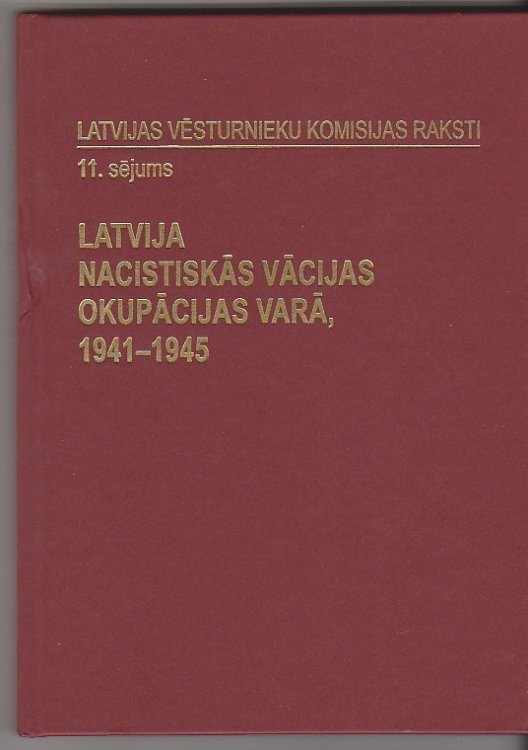 LATVIJAS VĒSTURNIEKU KOMISIJAS RAKSTI
11. sējums
LATVIJA
NACISTISKĀS VĀCIJAS
OKUPĀCIJAS VARĀ,
1941–1945